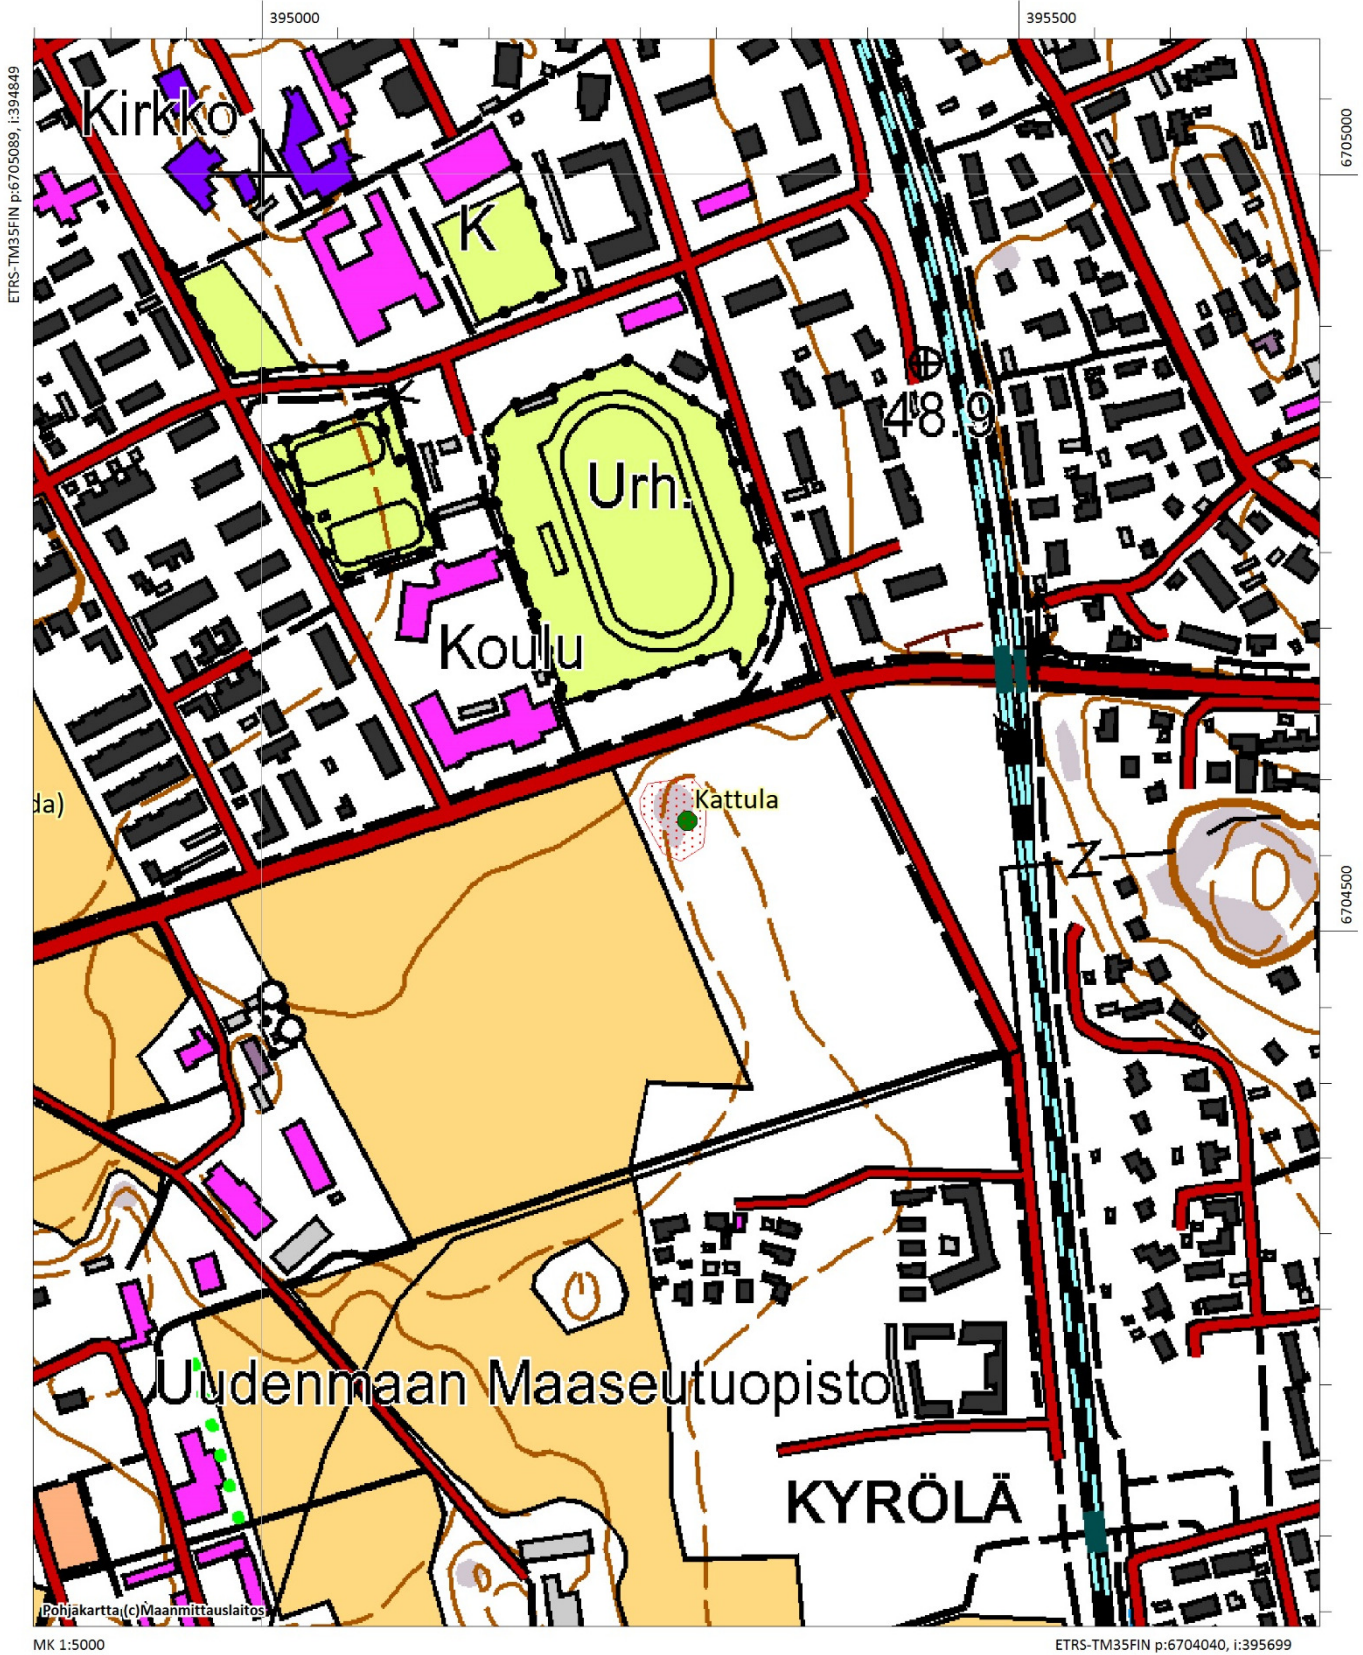 395000
395500
ETRS-TM35FIN p:6705089, i:394849
6705000
Kirkko
K
48.9
Urh.
Koulu
da)
Kattula
6704500
Uudenmaan Maaseutuopisto
KYRÖLÄ
Pohjakartta (c)Maanmittauslaitos
MK 1:5000
ETRS-TM35FIN p:6704040, i:395699